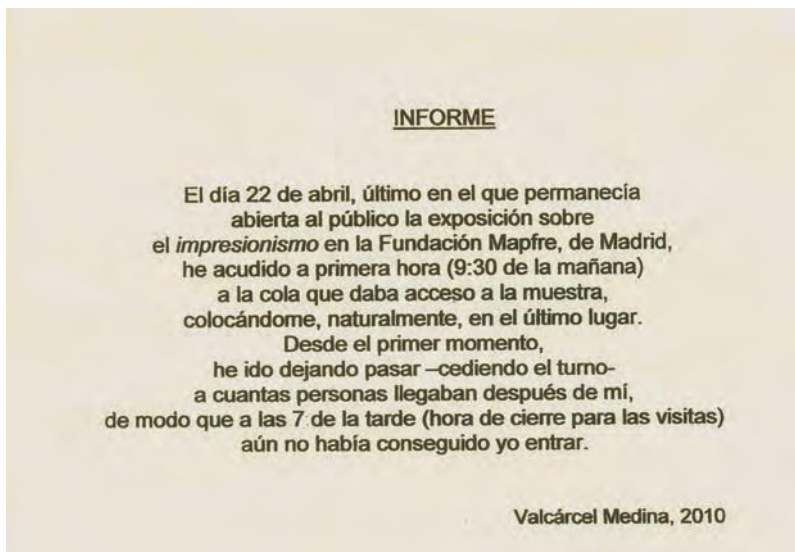 INFORME
El día 22 de abril, último en el que permanecía
abierta al público la exposición sobre
el impresionismo en la Fundación Mapfre, de Madrid,
he acudido a primera hora (9:30 de la mañana)
a la cola que daba acceso a la muestra,
colocándome, naturalmente, en el último lugar.
Desde el primer momento,
he ido dejando pasar –cediendo el turno-
a cuantas personas llegaban después de mí,
de modo que a las 7 de la tarde (hora de cierre para las visitas)
aún no había conseguido yo entrar.
Valcárcel Medina, 2010